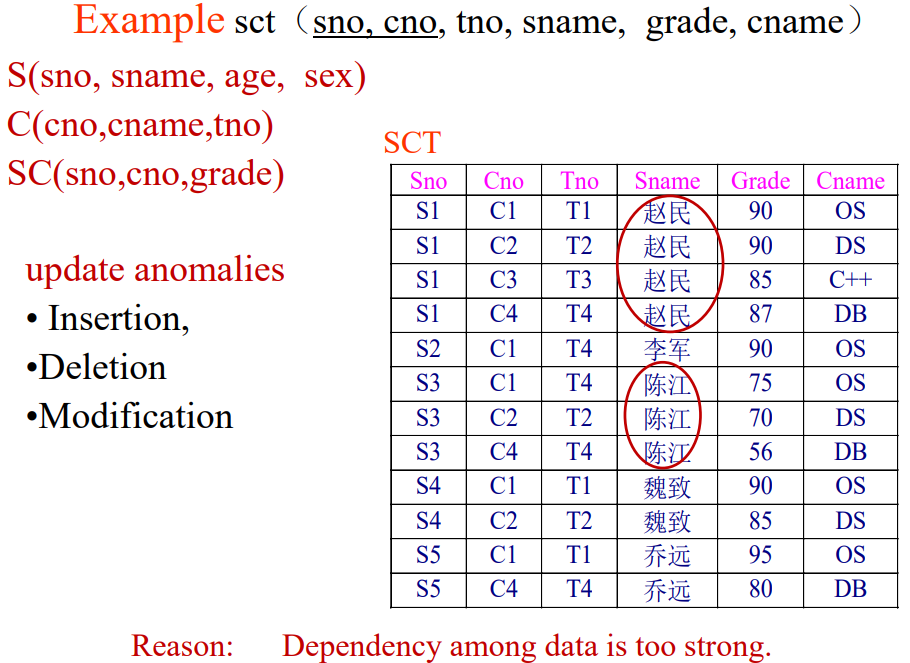 Example sct（sno, cno, tno, sname, grade, cname）
S(sno, sname, age, sex)
C(cno,cname,tno)
SC(sno,cno,grade)
update anomalies
• Insertion,
•Deletion
•Modification
SCT
Sno Cno Tno Sname Grade Cname
S1 C1 T1 赵民 90 OS
S1 C2 T2 赵民 90 DS
S1 C3 T3 赵民 85 C++
S1 C4 T4 赵民 87 DB
S2 C1 T4 李军 90 OS
S3 C1 T4 陈江 75 OS
S3 C2 T2 陈江 70 DS
S3 C4 T4 陈江 56 DB
S4 C1 T1 魏致 90 OS
S4 C2 T2 魏致 85 DS
S5 C1 T1 乔远 95 OS
S5 C4 T4 乔远 80 DB
Reason: Dependency among data is too strong.